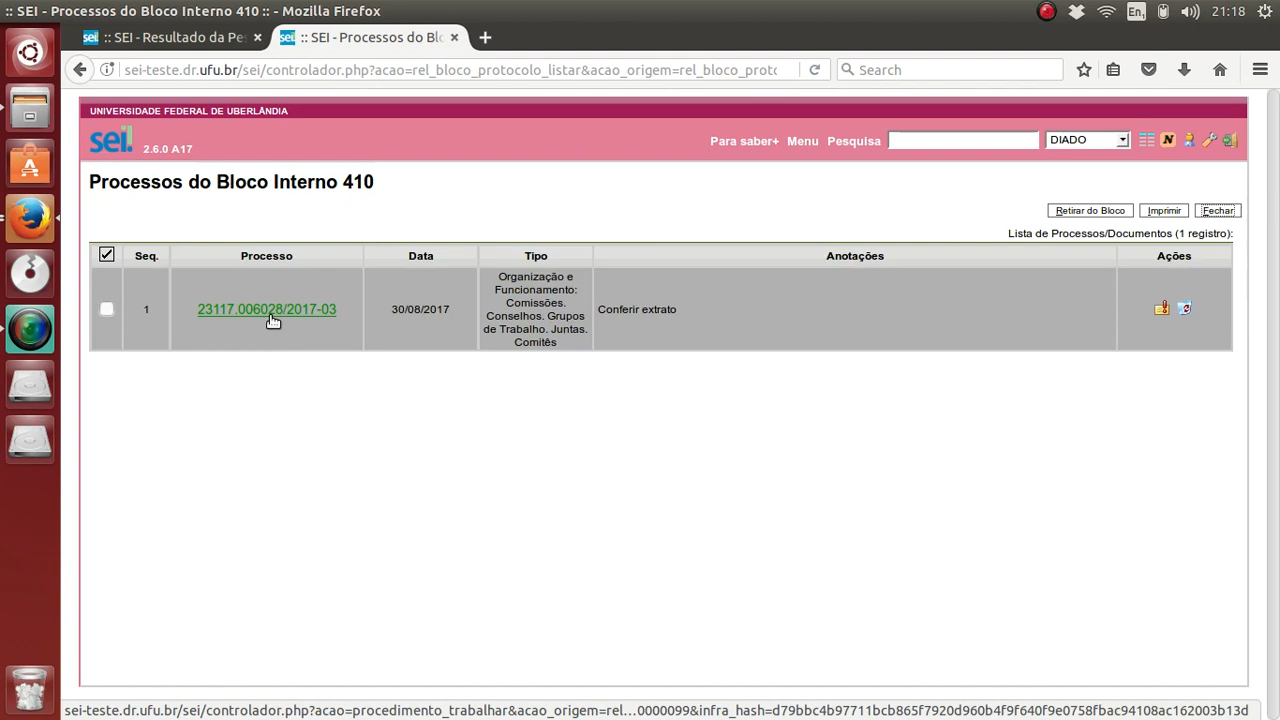 :: SEI - Processos do Bloco Interno 410 :: - Mozilla Firefox
En1
21:18
:: SEI - Resultado da Pe
:: SEI - Processos do Blo
sei-teste.dr.ufu.br/sei/controlador.php?acao=rel_bloco_protocolo_listar&acao_origem=rel_bloco_proto
Search
UNIVERSIDADE FEDERAL DE UBERLÂNDIA
sei!
2.6.0 A17
Para saber+ Menu Pesquisa
DIADO
N
Processos do Bloco Interno 410
Retirar do Bloco Imprimir Fechar
Lista de Processos/Documentos (1 registro):
Seq. Processo Data Tipo Anotações Ações
1 23117.006028/2017-03 30/08/2017
Organização e
Funcionamento:
Comissões.
Conselhos. Grupos
de Trabalho. Juntas.
Comitês
Conferir extrato
sei-teste.dr.ufu.br/sei/controlador.php?acao=procedimento_trabalhar&acao_origem=rel...0000099&infra_hash=d79bbc4b97711bcb865f7920d960b4f9f640f9e0758fbac94108ac162003b13d